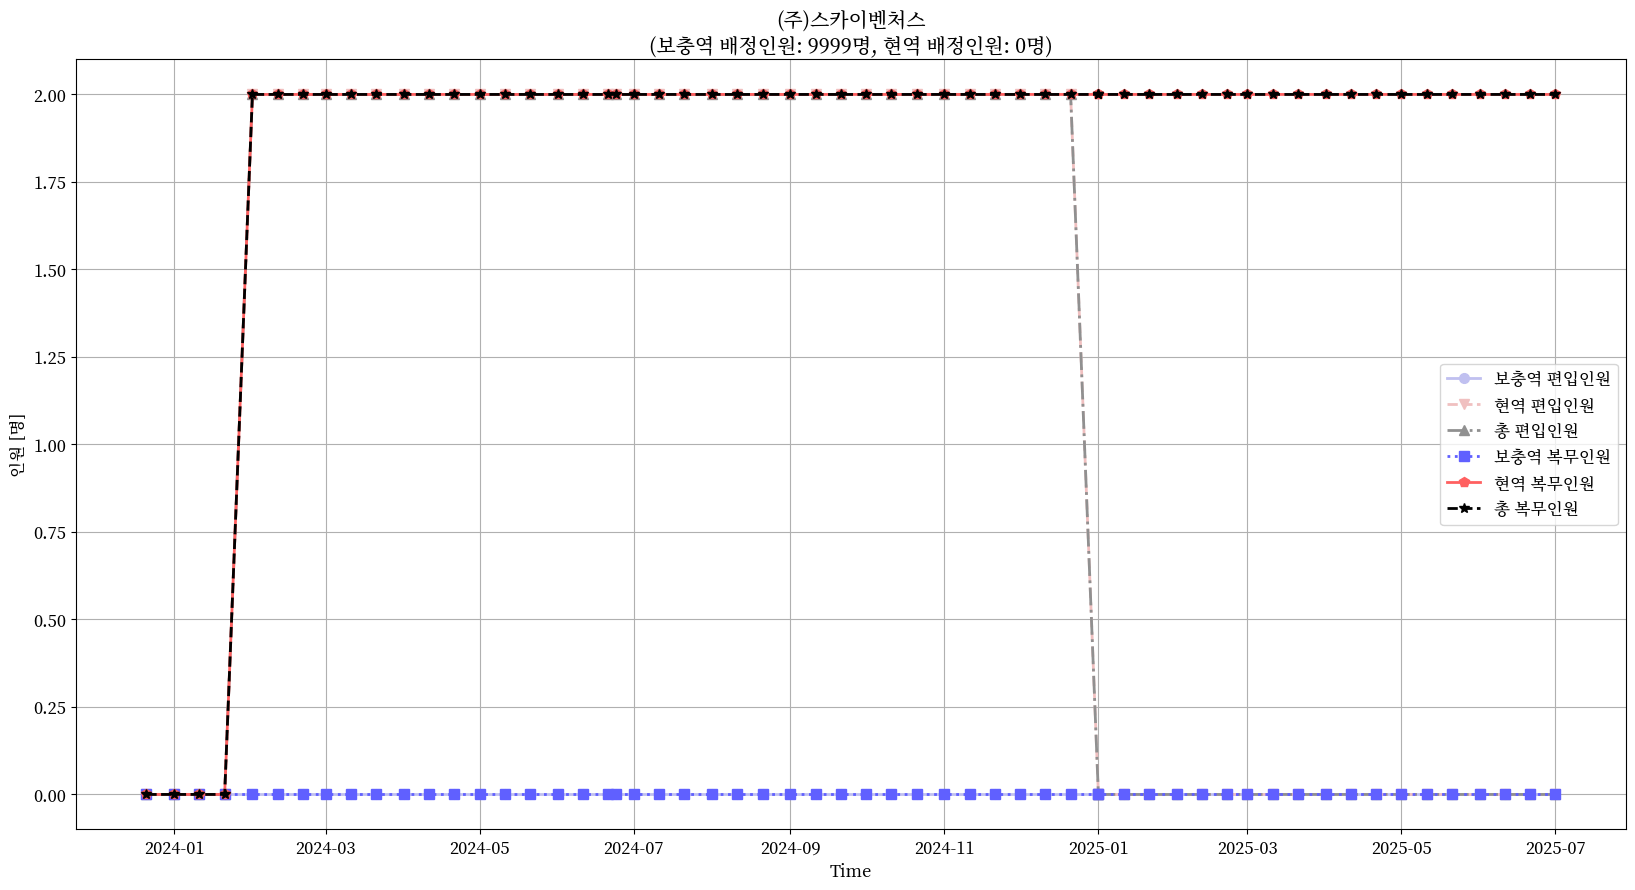 (주)스카이벤처스
(보충역 배정인원: 9999명, 현역 배정인원: 0명)
인원 [명]
2.00
1.75
1.50
1.25
1.00
0.75
0.50
0.25
0.00
보충역 편입인원
현역 편입인원
총 편입인원
보충역 복무인원
현역 복무인원
총 복무인원
2024-01
2024-03
2024-05
2024-07
2024-09
2024-11
2025-01
2025-03
2025-05
2025-07
Time